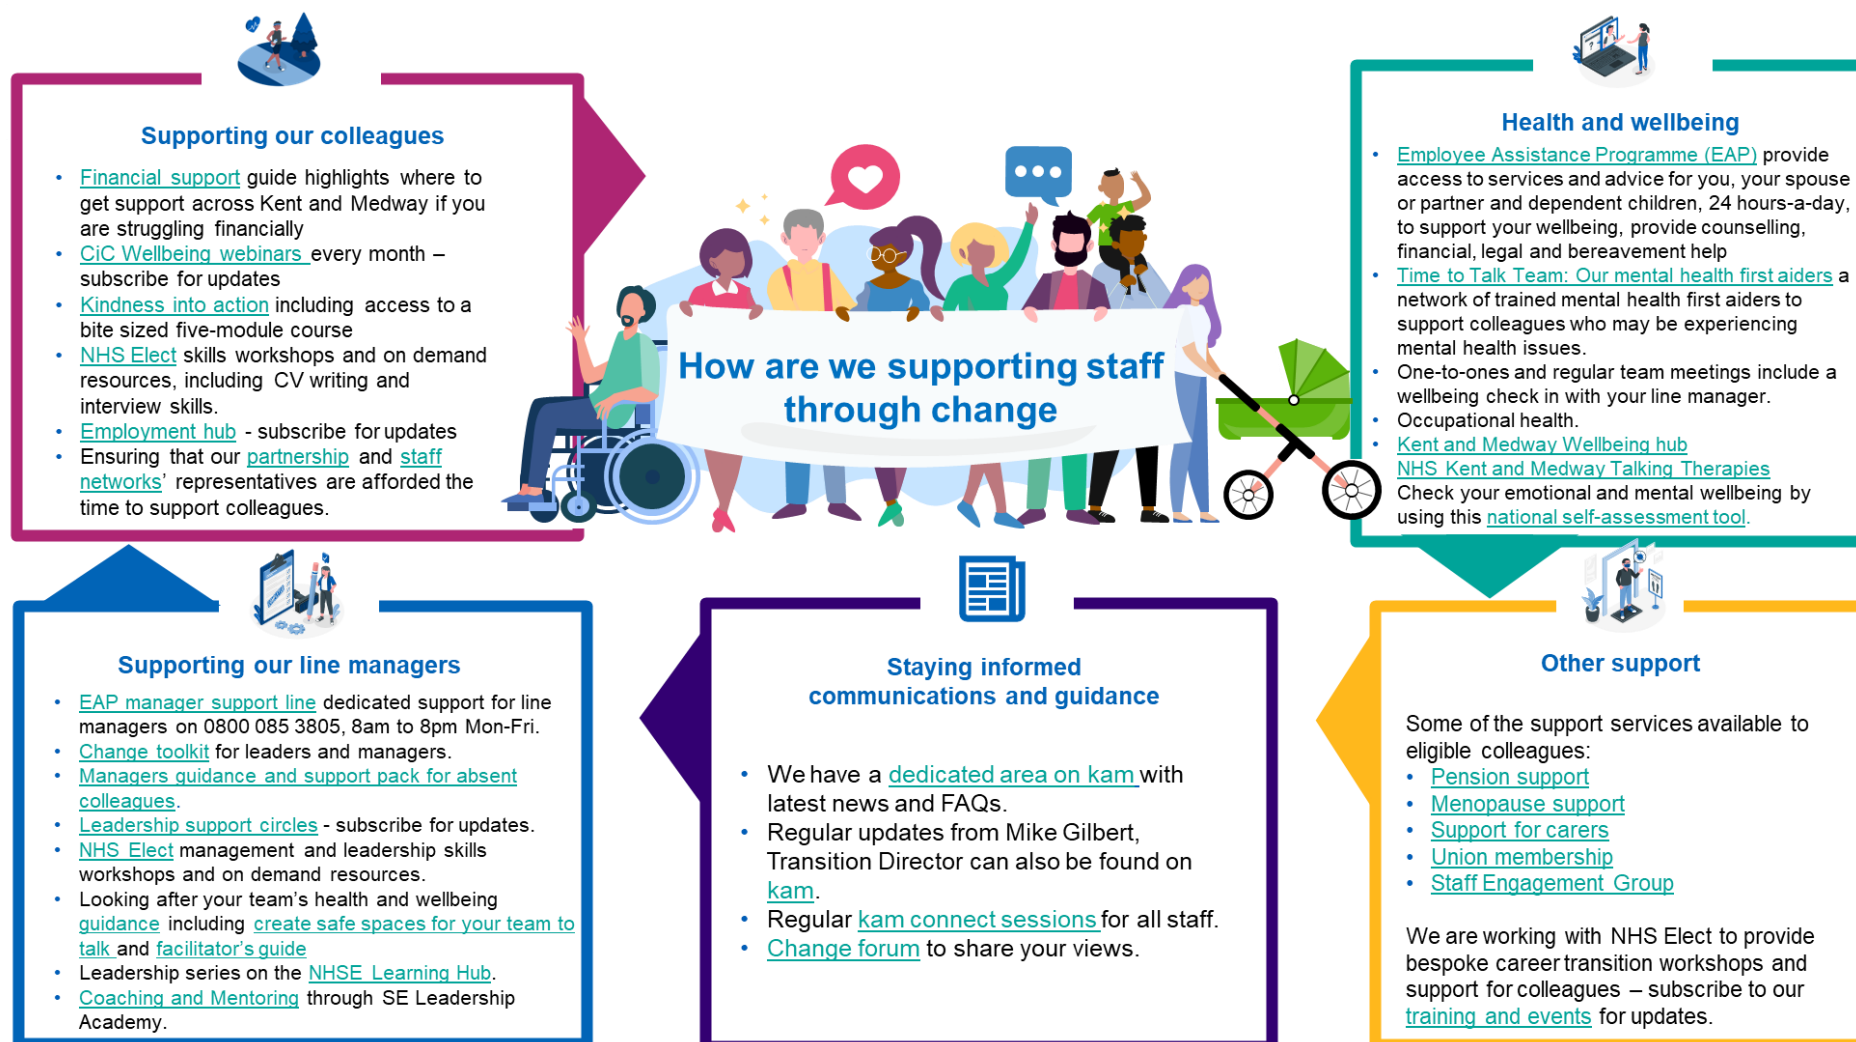 Supporting our colleagues
Financial support guide highlights where to
get support across Kent and Medway if you
are struggling financially
CiC Wellbeing webinars every month –
subscribe for updates
Kindness into action including access to a
bite sized five-module course
NHS Elect skills workshops and on demand
resources, including CV writing and
interview skills.
Employment hub - subscribe for updates
Ensuring that our partnership and staff
networks’ representatives are afforded the
time to support colleagues.
How are we supporting staff
through change
Health and wellbeing
Employee Assistance Programme (EAP) provide
access to services and advice for you, your spouse
or partner and dependent children, 24 hours-a-day,
to support your wellbeing, provide counselling,
financial, legal and bereavement help
Time to Talk Team: Our mental health first aiders a
network of trained mental health first aiders to
support colleagues who may be experiencing
mental health issues.
One-to-ones and regular team meetings include a
wellbeing check in with your line manager.
Occupational health.
Kent and Medway Wellbeing hub
NHS Kent and Medway Talking Therapies
Check your emotional and mental wellbeing by
using this national self-assessment tool.
Supporting our line managers
EAP manager support line dedicated support for line
managers on 0800 085 3805, 8am to 8pm Mon-Fri.
Change toolkit for leaders and managers.
Managers guidance and support pack for absent
colleagues.
Leadership support circles - subscribe for updates.
NHS Elect management and leadership skills
workshops and on demand resources.
Looking after your team’s health and wellbeing
guidance including create safe spaces for your team to
talk and facilitator’s guide
Leadership series on the NHSE Learning Hub.
Coaching and Mentoring through SE Leadership
Academy.
Staying informed
communications and guidance
We have a dedicated area on kam with
latest news and FAQs.
Regular updates from Mike Gilbert,
Transition Director can also be found on
kam.
Regular kam connect sessions for all staff.
Change forum to share your views.
Other support
Some of the support services available to
eligible colleagues:
Pension support
Menopause support
Support for carers
Union membership
Staff Engagement Group
We are working with NHS Elect to provide
bespoke career transition workshops and
support for colleagues – subscribe to our
training and events for updates.